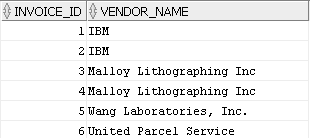 INVOICE_ID VENDOR_NAME
1 IBM
2 IBM
3 Malloy Lithographing Inc
4 Malloy Lithographing Inc
5 Wang Laboratories, Inc.
6 United Parcel Service